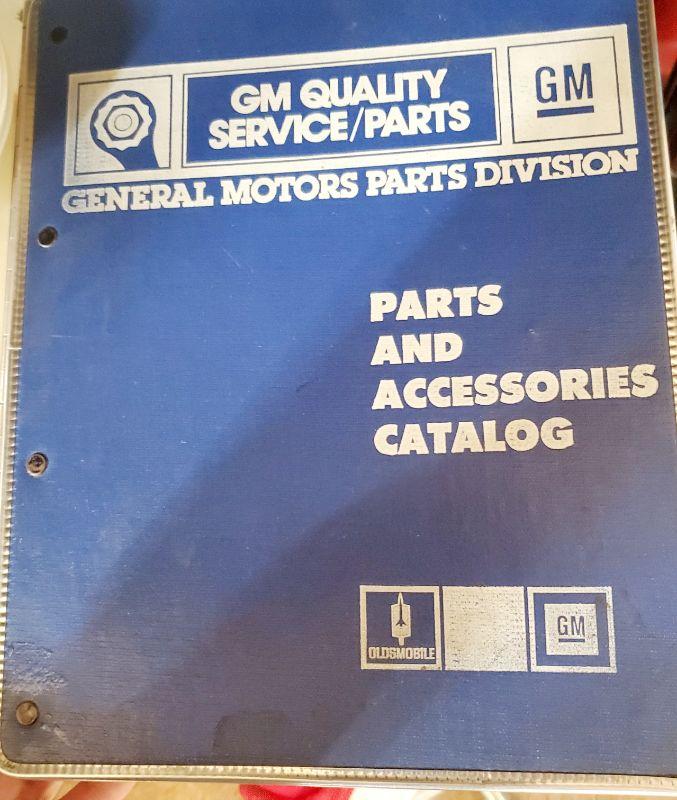 GM QUALITY
SERVICE/PARTS
GM
GENERAL MOTORS PARTS DIVISION
PARTS
AND
ACCESSORIES
CATALOG
OLDSMOBILE
GM